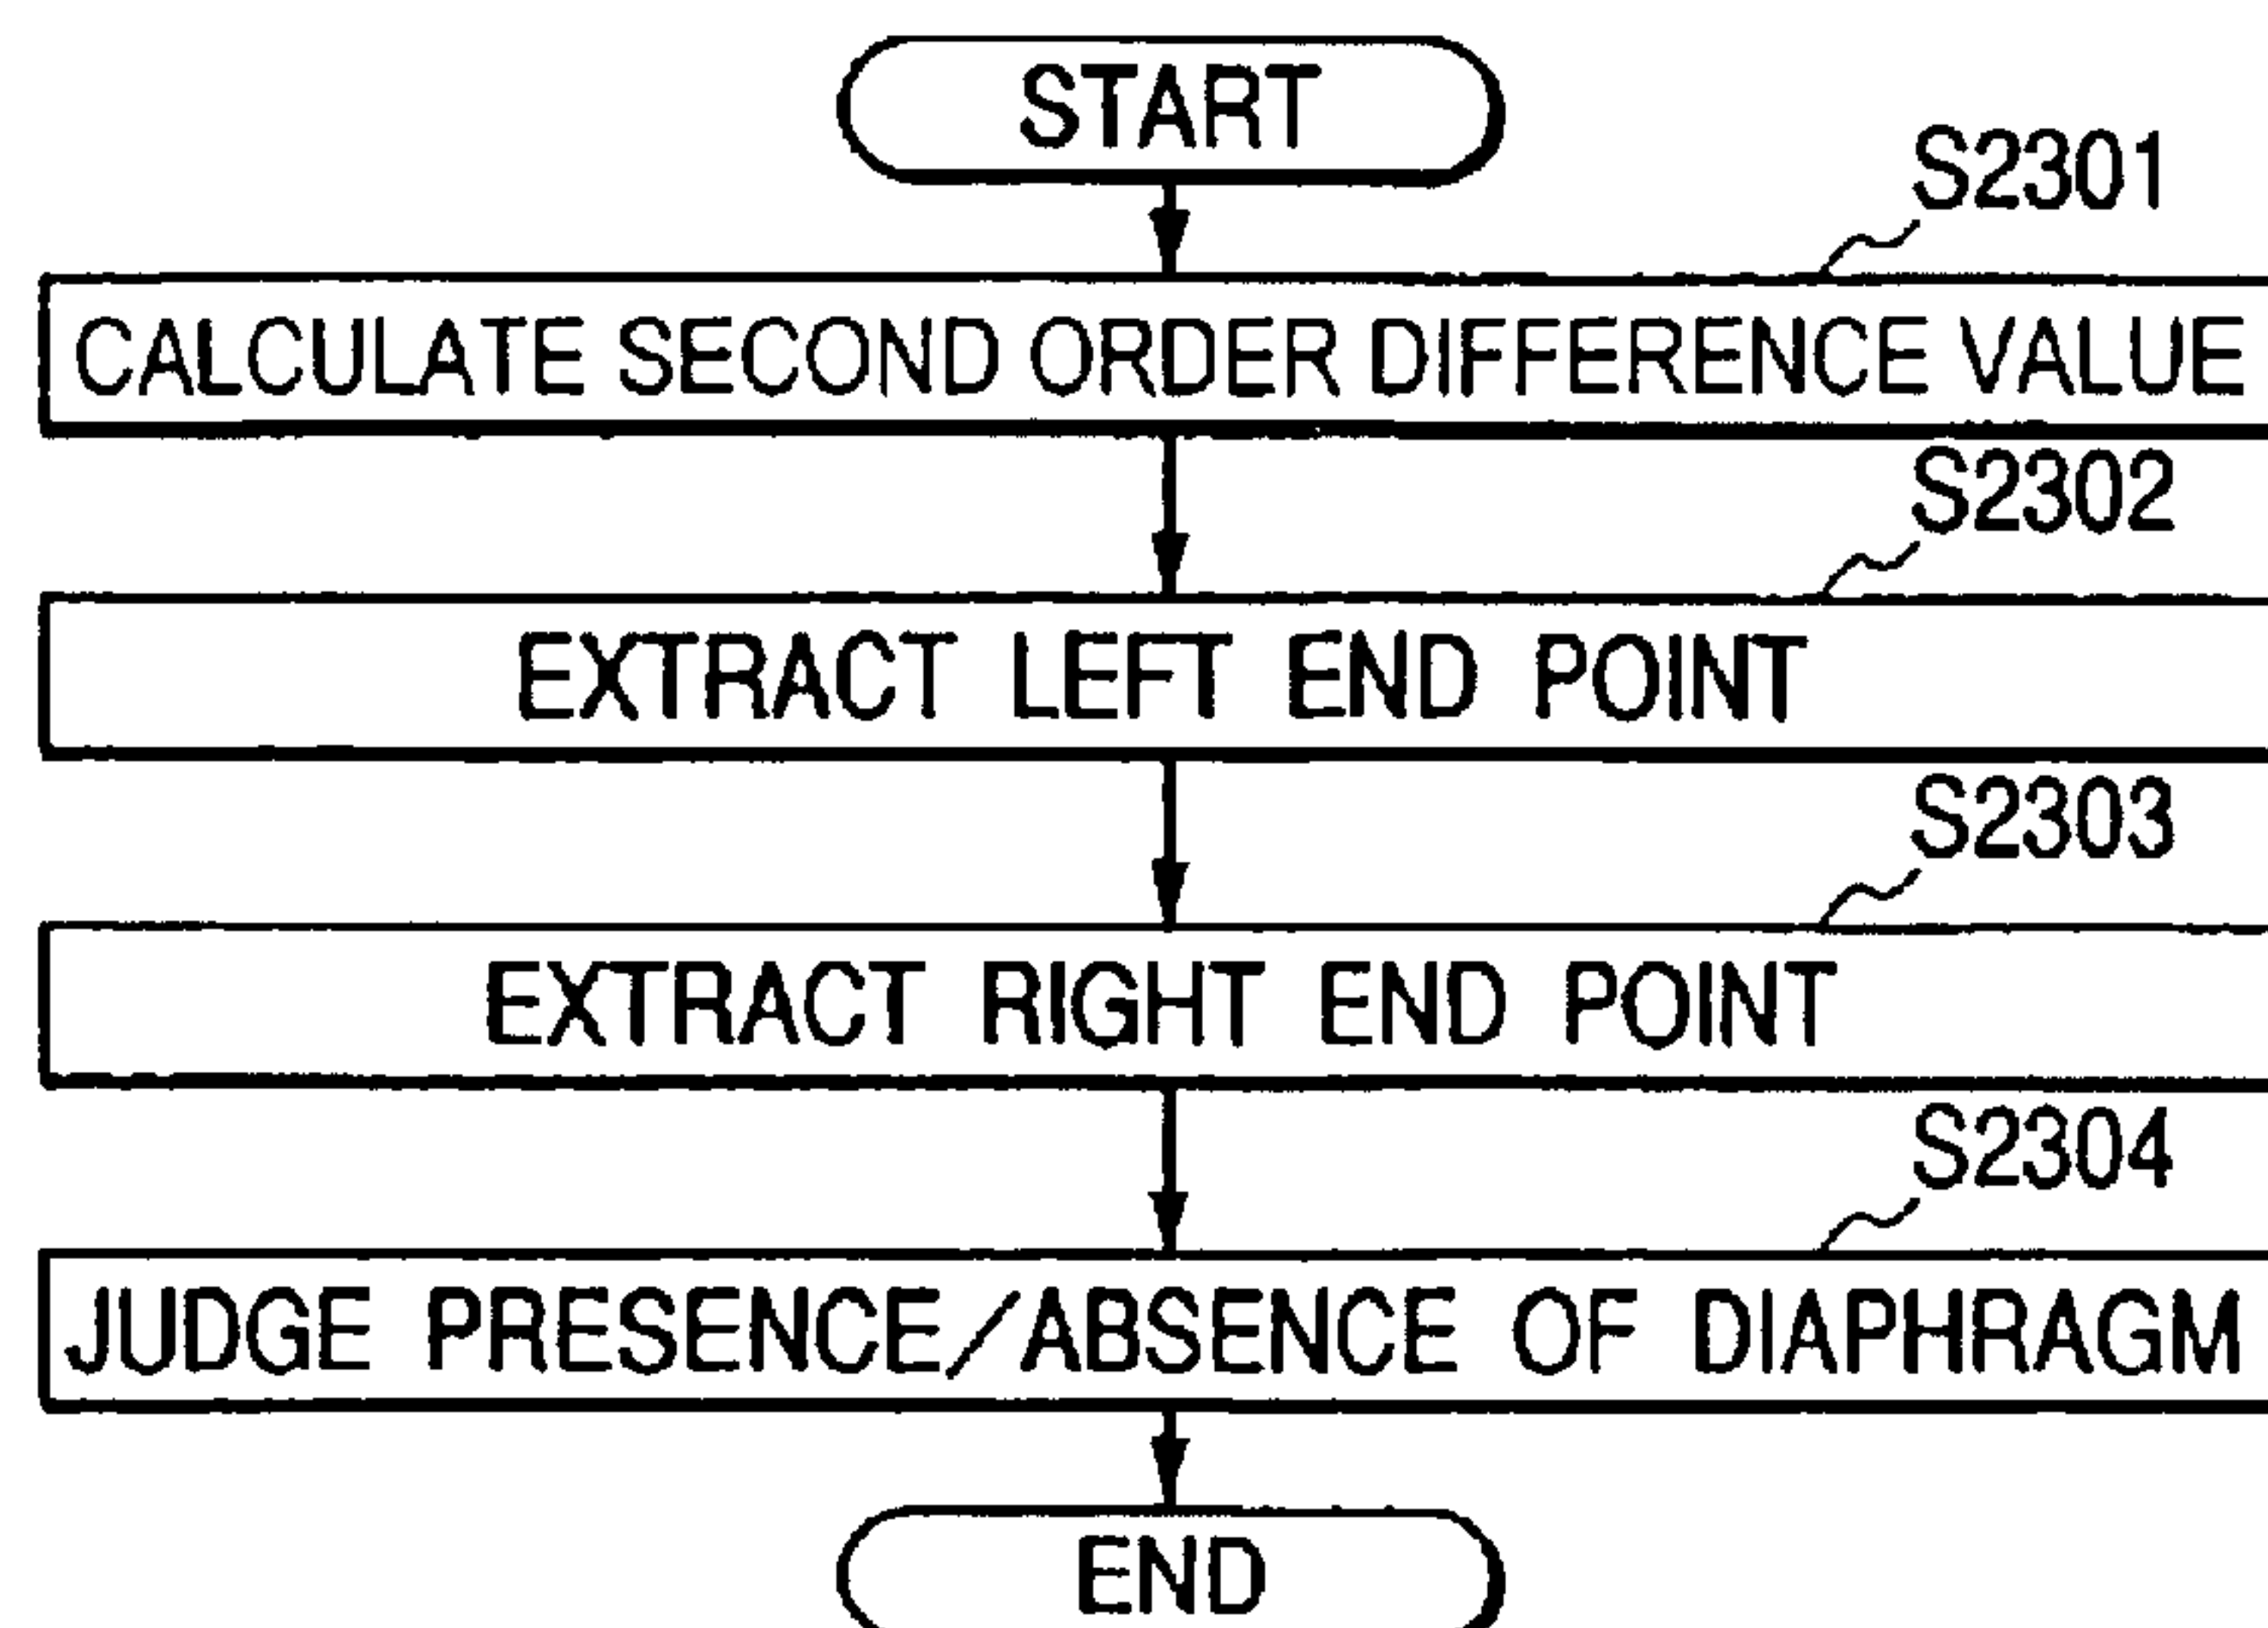 START
S2301
CALCULATE SECOND ORDER DIFFERENCE VALUE
S2302
EXTRACT LEFT END POINT
S2303
EXTRACT RIGHT END POINT
S2304
JUDGE PRESENCE/ABSENCE OF DIAPHRAGM
END